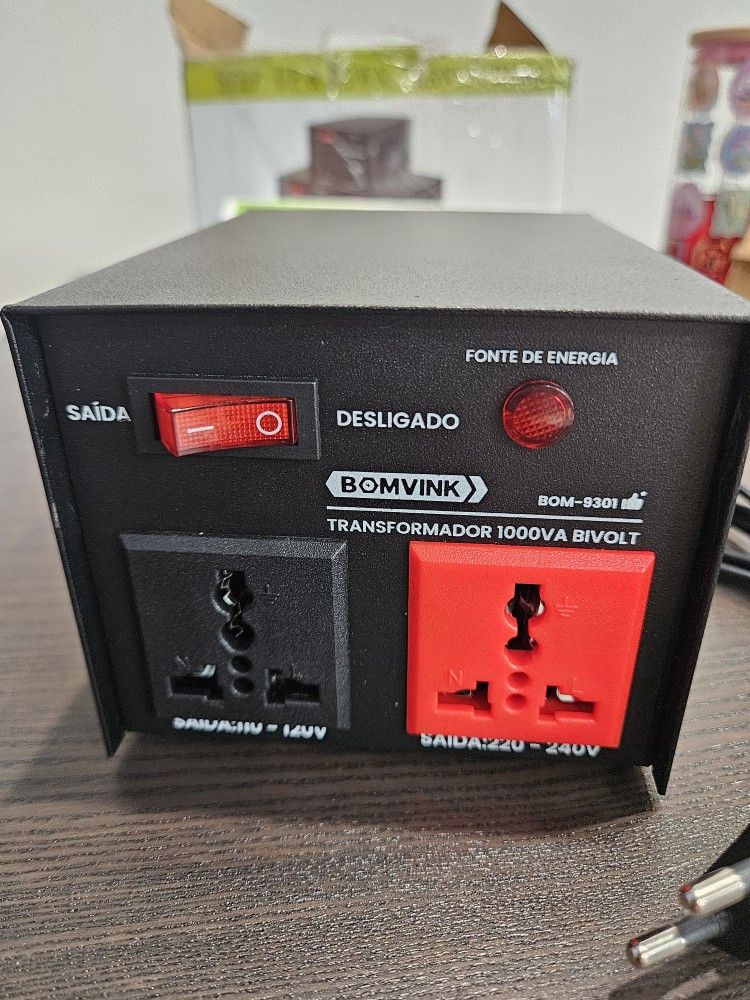 FONTE DE ENERGIA
SAÍDA
DESLIGADO
BOMVINK
BOM-9301
TRANSFORMADOR 1000VA BIVOLT
N
L
N
L
SAÍDA:110 - 120V
SAÍDA:220 - 240V